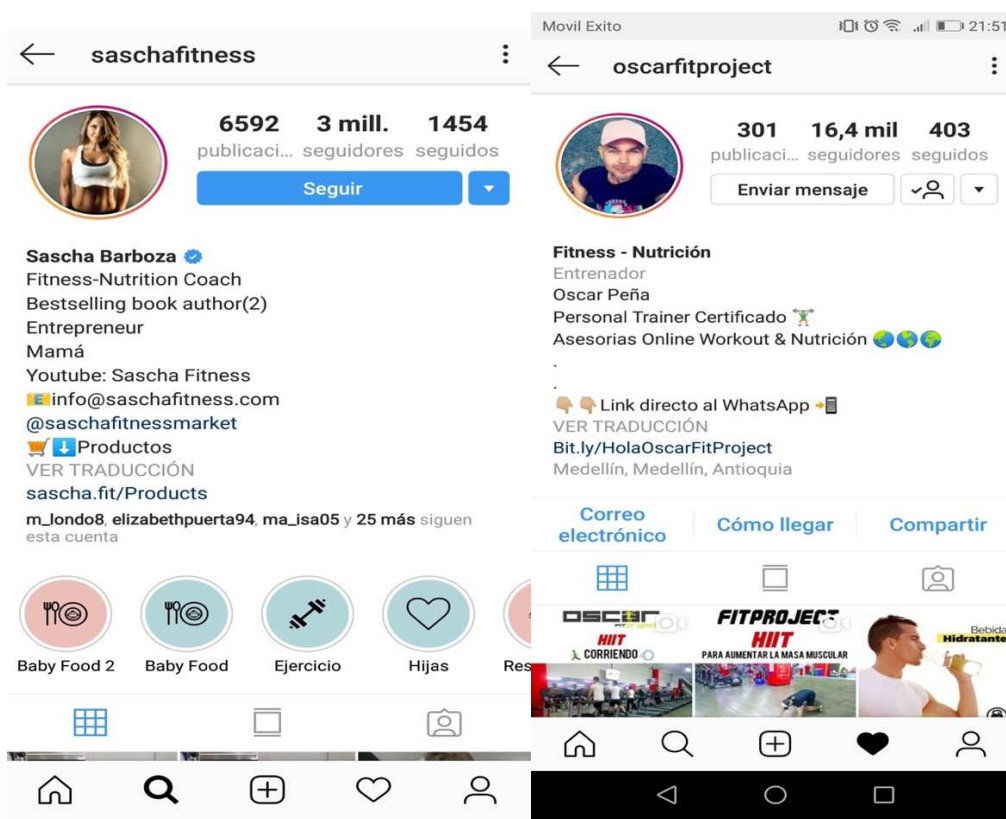 saschafitness
6592 3 mill. 1454
publicaci... seguidores seguidos
Seguir
Sascha Barboza
Fitness-Nutrition Coach
Bestselling book author(2)
Entrepreneur
Mamá
Youtube: Sascha Fitness
info@saschafitness.com
@saschafitnessmarket
Productos
VER TRADUCCIÓN
sascha.fit/Products
m_londo8, elizabethpuerta94, ma_isa05 y 25 más siguen
esta cuenta
Baby Food 2 Baby Food Ejercicio Hijas Res
Movil Exito 21:51
oscarfitproject
301 16,4 mil 403
publicaci... seguidores seguidos
Enviar mensaje
Fitness - Nutrición
Entrenador
Oscar Peña
Personal Trainer Certificado
Asesorias Online Workout & Nutrición
.
.
Link directo al WhatsApp
VER TRADUCCIÓN
Bit.ly/HolaOscarFitProject
Medellín, Medellín, Antioquia
Correo
electrónico
Cómo llegar
Compartir
OSCAR
HIIT
CORRIENDO
FITPROJECT
HIIT
PARA AUMENTAR LA MASA MUSCULAR
Bebida
Hidratante